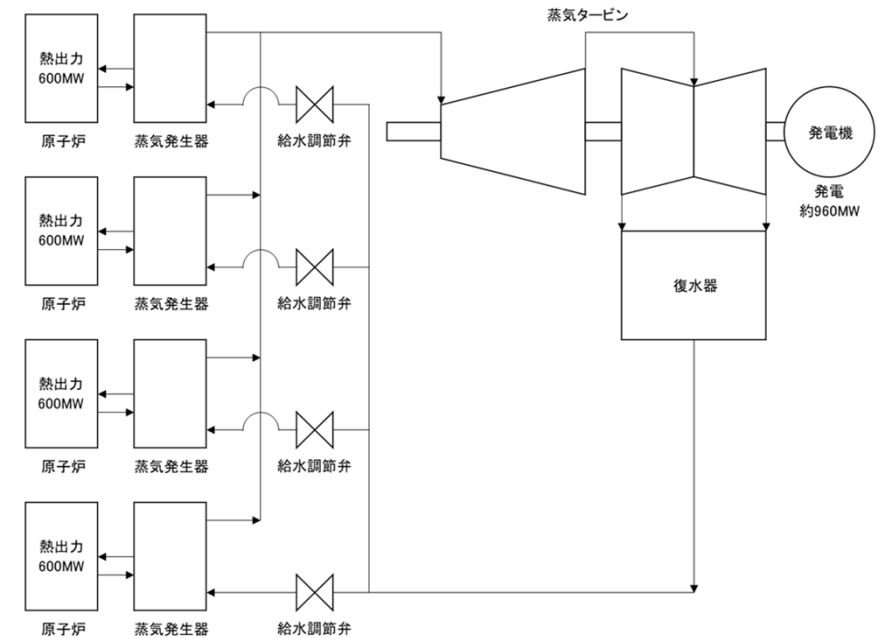 蒸気タービン
熱出力
600MW
原子炉
蒸気発生器
給水調節弁
発電機
発電
約960MW
熱出力
600MW
原子炉
蒸気発生器
給水調節弁
復水器
熱出力
600MW
原子炉
蒸気発生器
給水調節弁
熱出力
600MW
原子炉
蒸気発生器
給水調節弁